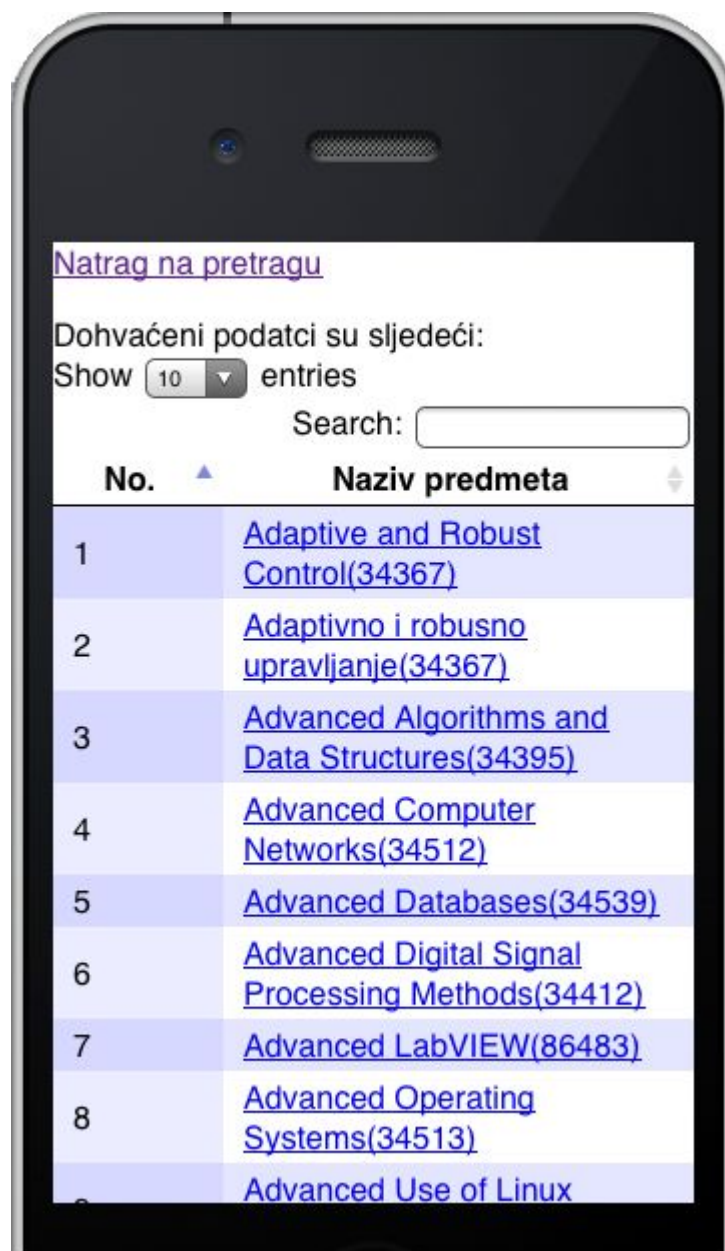 Natrag na pretragu
Dohvaćeni podatci su sljedeći:
Show 10 entries
Search:
No. Naziv predmeta
1 Adaptive and Robust
Control(34367)
2 Adaptivno i robusno
upravljanje(34367)
3 Advanced Algorithms and
Data Structures(34395)
4 Advanced Computer
Networks(34512)
5 Advanced Databases(34539)
6 Advanced Digital Signal
Processing Methods(34412)
7 Advanced LabVIEW(86483)
8 Advanced Operating
Systems(34513)
Advanced Use of Linux